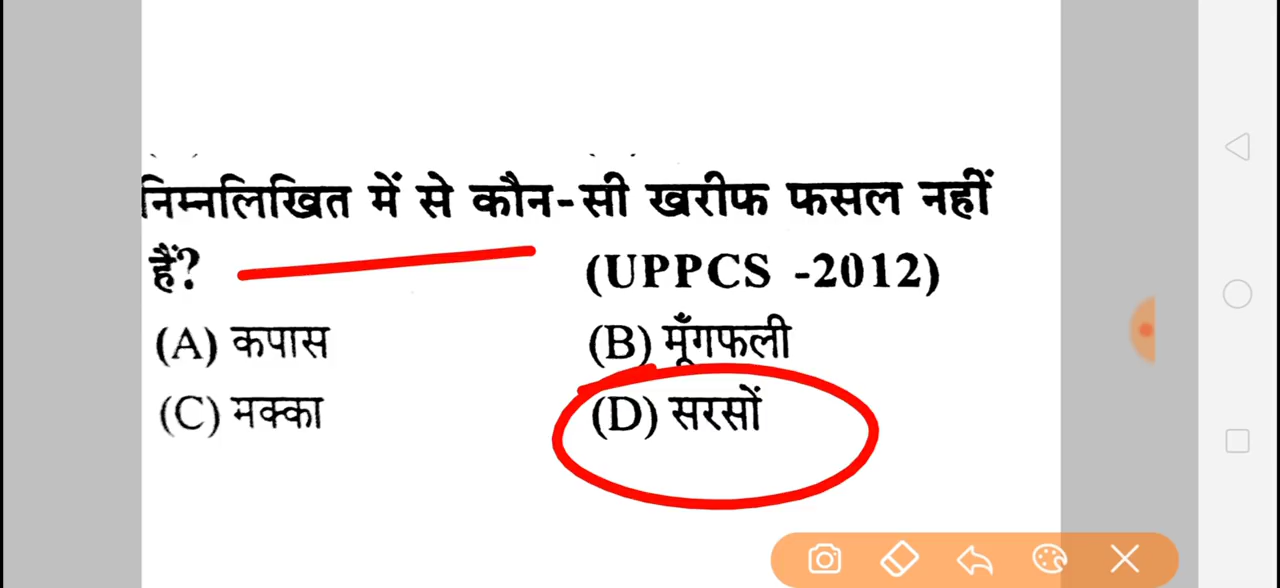 निम्नलिखित में से कौन-सी खरीफ फसल नहीं
हैं? (UPPCS -2012)
(A) कपास (B) मूँगफली
(C) मक्का (D) सरसों